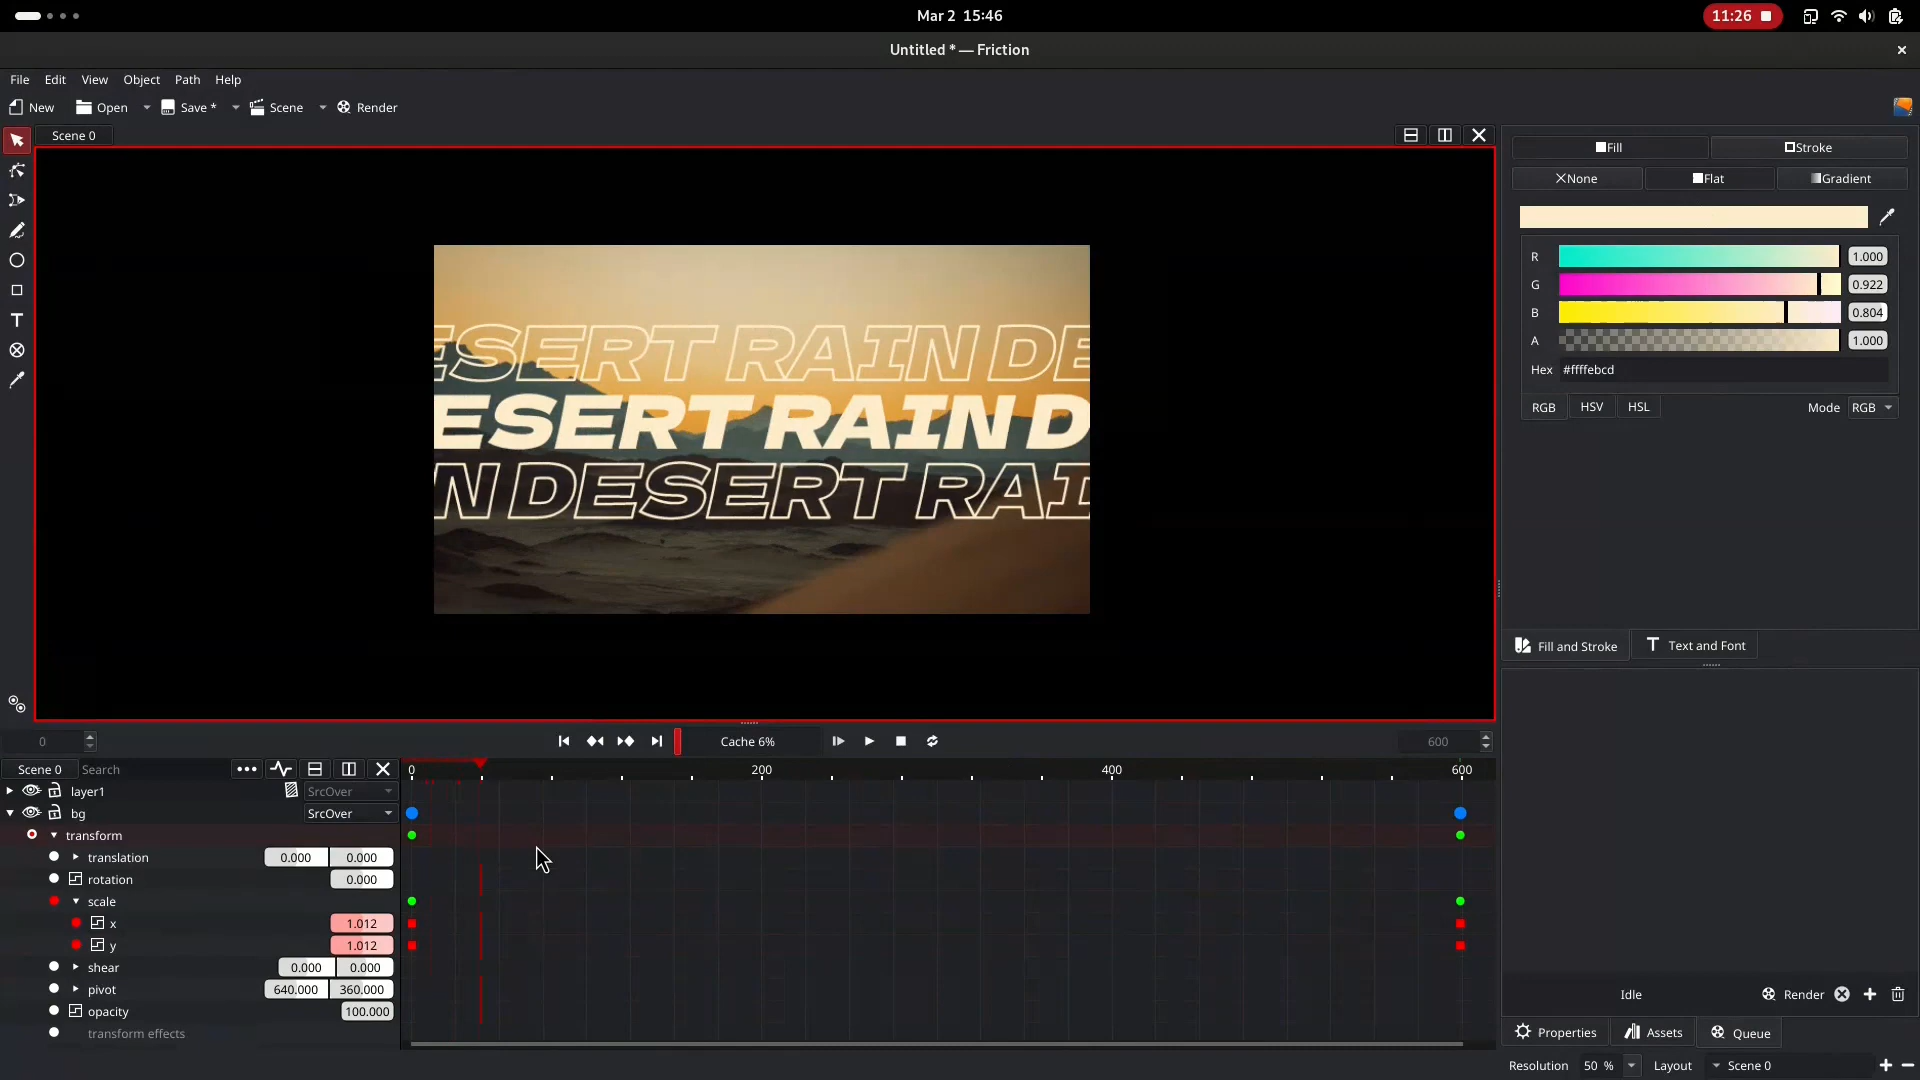 Mar 2 15:46
11:26
Untitled * — Friction
File Edit View Object Path Help
New Open Save * Scene Render
Scene 0
Fill Stroke
None Flat Gradient
R 1.000
G 0.922
B 0.804
A 1.000
Hex #ffffebcd
RGB HSV HSL Mode RGB
ESERT RAIN DE
DESERT RAIN D
N DESERT RAI
Fill and Stroke Text and Font
0 Cache 6% 600
Scene 0 Search 0 200 400 600
layer1 SrcOver
bg SrcOver
transform
translation 0.000 0.000
rotation 0.000
scale
x 1.012
y 1.012
shear 0.000 0.000
pivot 640.000 360.000
opacity 100.000
transform effects
Idle Render
Properties Assets Queue
Resolution 50 % Layout Scene 0